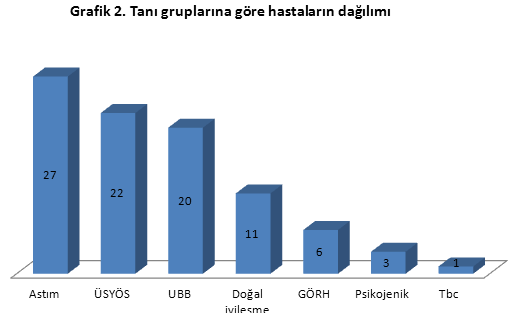 Grafik 2. Tanı gruplarına göre hastaların dağılımı
27
22
20
11
6
3
1
Astım ÜSYÖS UBB Doğal GÖRH Psikojenik Tbc
iyileşme